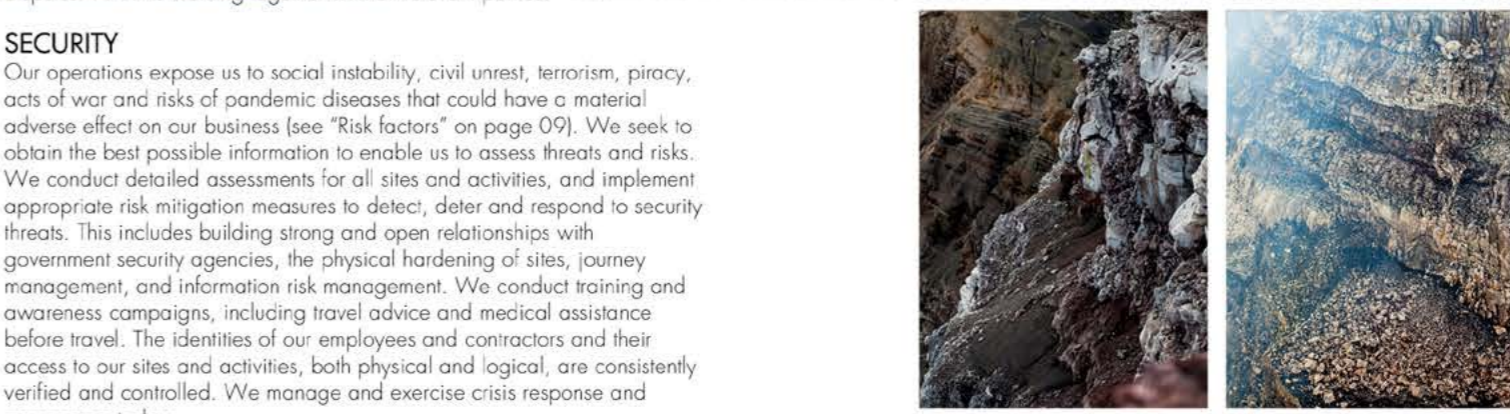 SECURITY
Our operations expose us to social instability, civil unrest, terrorism, piracy,
acts of war and risks of pandemic diseases that could have a material
adverse effect on our business (see "Risk factors" on page 09). We seek to
obtain the best possible information to enable us to assess threats and risks.
We conduct detailed assessments for all sites and activities, and implement
appropriate risk mitigation measures to detect, deter and respond to security
threats. This includes building strong and open relationships with
government security agencies, the physical hardening of sites, journey
management, and information risk management. We conduct training and
awareness campaigns, including travel advice and medical assistance
before travel. The identities of our employees and contractors and their
access to our sites and activities, both physical and logical, are consistently
verified and controlled. We manage and exercise crisis response and